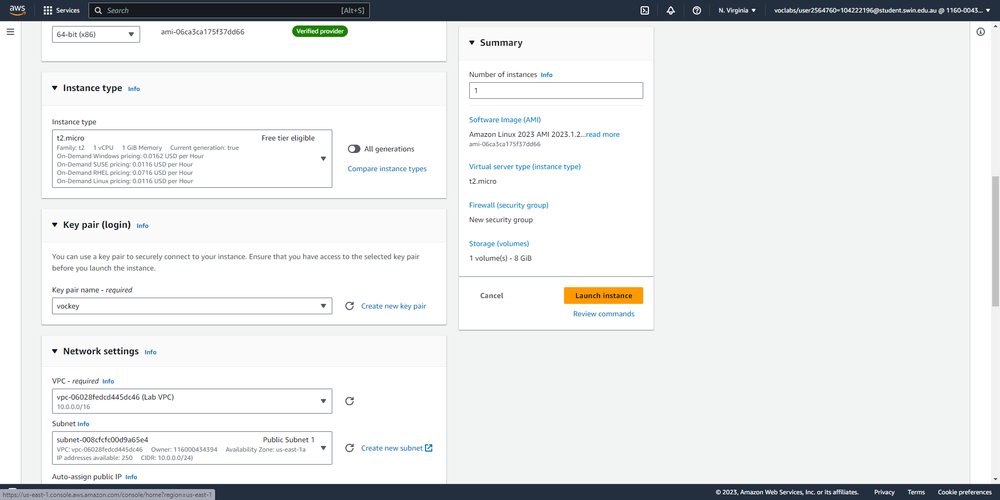 aws
Services
Search
[Alt+S]
N. Virginia
voclabs/user2564760=104222196@student.swin.edu.au @ 1160-0043...
64-bit (x86)
ami-06ca3ca175f37dd66
Verified provider
Instance type Info
Instance type
t2.micro
Free tier eligible
Family: t2 1 vCPU 1 GiB Memory Current generation: true
On-Demand Windows pricing: 0.0162 USD per Hour
On-Demand SUSE pricing: 0.0116 USD per Hour
On-Demand RHEL pricing: 0.0716 USD per Hour
On-Demand Linux pricing: 0.0116 USD per Hour
All generations
Compare instance types
Key pair (login) Info
You can use a key pair to securely connect to your instance. Ensure that you have access to the selected key pair
before you launch the instance.
Key pair name - required
vockey
Create new key pair
Network settings Info
VPC - required Info
vpc-06028fedcd445dc46 (Lab VPC)
10.0.0.0/16
Subnet Info
subnet-008cfcfc00d9a65e4
Public Subnet 1
VPC: vpc-06028fedcd445dc46 Owner: 116000434394 Availability Zone: us-east-1a
IP addresses available: 250 CIDR: 10.0.0.0/24)
Create new subnet
Auto-assign public IP Info
Summary
Number of instances Info
1
Software Image (AMI)
Amazon Linux 2023 AMI 2023.1.2...read more
ami-06ca3ca175f37dd66
Virtual server type (instance type)
t2.micro
Firewall (security group)
New security group
Storage (volumes)
1 volume(s) - 8 GiB
Cancel
Launch instance
Review commands
https://us-east-1.console.aws.amazon.com/console/home?region=us-east-1
© 2023, Amazon Web Services, Inc. or its affiliates.
Privacy
Terms
Cookie preferences